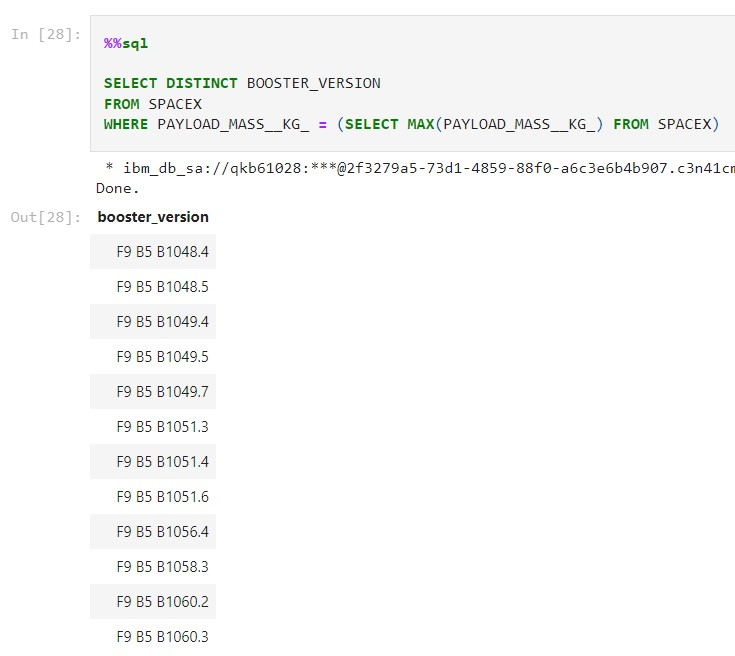 In [28]:
%%sql
SELECT DISTINCT BOOSTER_VERSION
FROM SPACEX
WHERE PAYLOAD_MASS__KG_ = (SELECT MAX(PAYLOAD_MASS__KG_) FROM SPACEX)
* ibm_db_sa://qkb61028:***@2f3279a5-73d1-4859-88f0-a6c3e6b4b907.c3n41cm
Done.
Out[28]:
booster_version
F9 B5 B1048.4
F9 B5 B1048.5
F9 B5 B1049.4
F9 B5 B1049.5
F9 B5 B1049.7
F9 B5 B1051.3
F9 B5 B1051.4
F9 B5 B1051.6
F9 B5 B1056.4
F9 B5 B1058.3
F9 B5 B1060.2
F9 B5 B1060.3